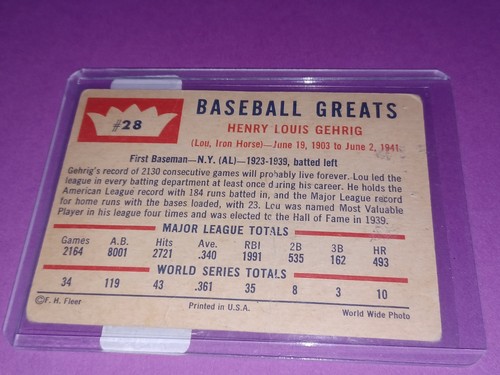 #28
BASEBALL GREATS
HENRY LOUIS GEHRIG
(Lou, Iron Horse)—June 19, 1903 to June 2, 1941
First Baseman—N.Y. (AL)—1923-1939, batted left
Gehrig's record of 2130 consecutive games will probably live forever. Lou led the
league in every batting department at least once during his career. He holds the
American League record with 184 runs batted in, and the Major League record
for home runs with the bases loaded, with 23. Lou was named Most Valuable
Player in his league four times and was elected to the Hall of Fame in 1939.
MAJOR LEAGUE TOTALS
Games A.B. Hits Ave. RBI 2B 3B HR
2164 8001 2721 .340 1991 535 162 493
WORLD SERIES TOTALS
34 119 43 .361 35 8 3 10
©F. H. Fleer Printed in U.S.A. World Wide Photo